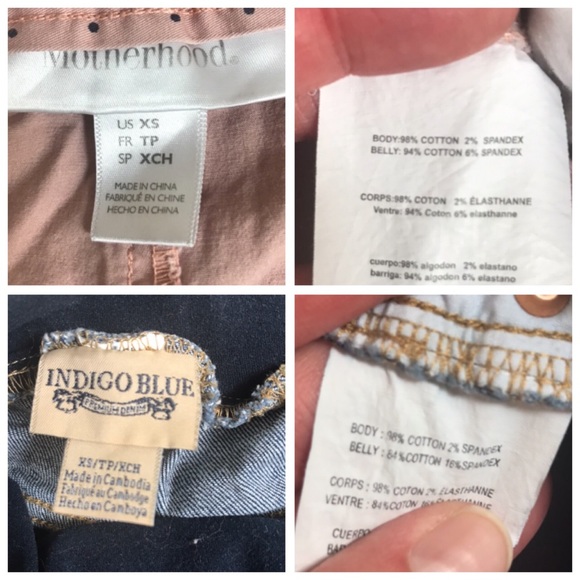 Motherhood®
US XS
FR TP
SP XCH
MADE IN CHINA
FABRIQUÉ EN CHINE
HECHO EN CHINA
BODY:98% COTTON 2% SPANDEX
BELLY: 94% COTTON 6% SPANDEX
CORPS:98% COTON 2% ÉLASTHANNE
Ventre: 94% Coton 6% elasthanne
cuerpo:98% algodon 2% elastano
barriga: 94% algodon 6% elastano
INDIGO BLUE
PREMIUM DENIM
XS/TP/XCH
Made in Cambodia
Fabriqué au Cambodge
Hecho en Camboya
BODY : 98% COTTON 2% SPANDEX
BELLY : 84%COTTON 16%SPANDEX
CORPS : 98% COTON 2% ÉLASTHANNE
VENTRE : 84%COTON
CUERPO